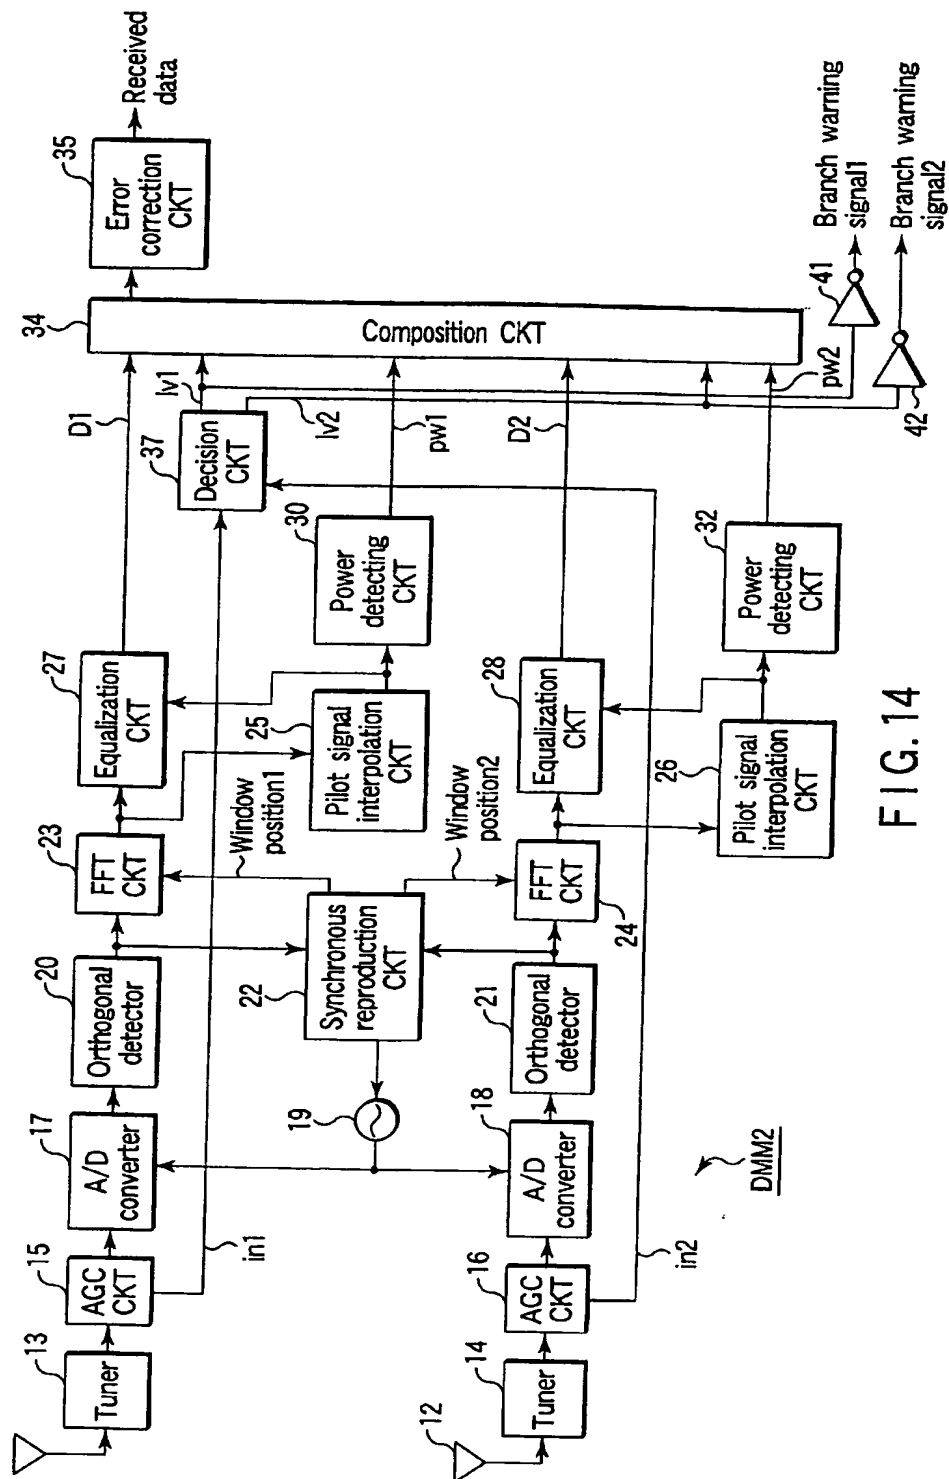 13
Tuner
15
AGC
CKT
in1
17
A/D
converter
20
Orthogonal
detector
23
FFT
CKT
Window
position1
27
Equalization
CKT
25
Pilot signal
interpolation
CKT
30
Power
detecting
CKT
37
Decision
CKT
D1
lv1
lv2
pw1
34
Composition CKT
35
Error
correction
CKT
Received
data
19
22
Synchronous
reproduction
CKT
12
14
Tuner
16
AGC
CKT
in2
18
A/D
converter
21
Orthogonal
detector
24
FFT
CKT
Window
position2
28
Equalization
CKT
26
Pilot signal
interpolation
CKT
32
Power
detecting
CKT
D2
pw2
41
Branch warning
signal1
42
Branch warning
signal2
DMM2
FIG.14